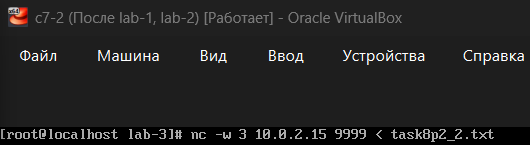 c7-2 (После lab-1, lab-2) [Работает] - Oracle VirtualBox
Файл Машина Вид Ввод Устройства Справка
[root@localhost lab-3]# nc -w 3 10.0.2.15 9999 < task8p2_2.txt